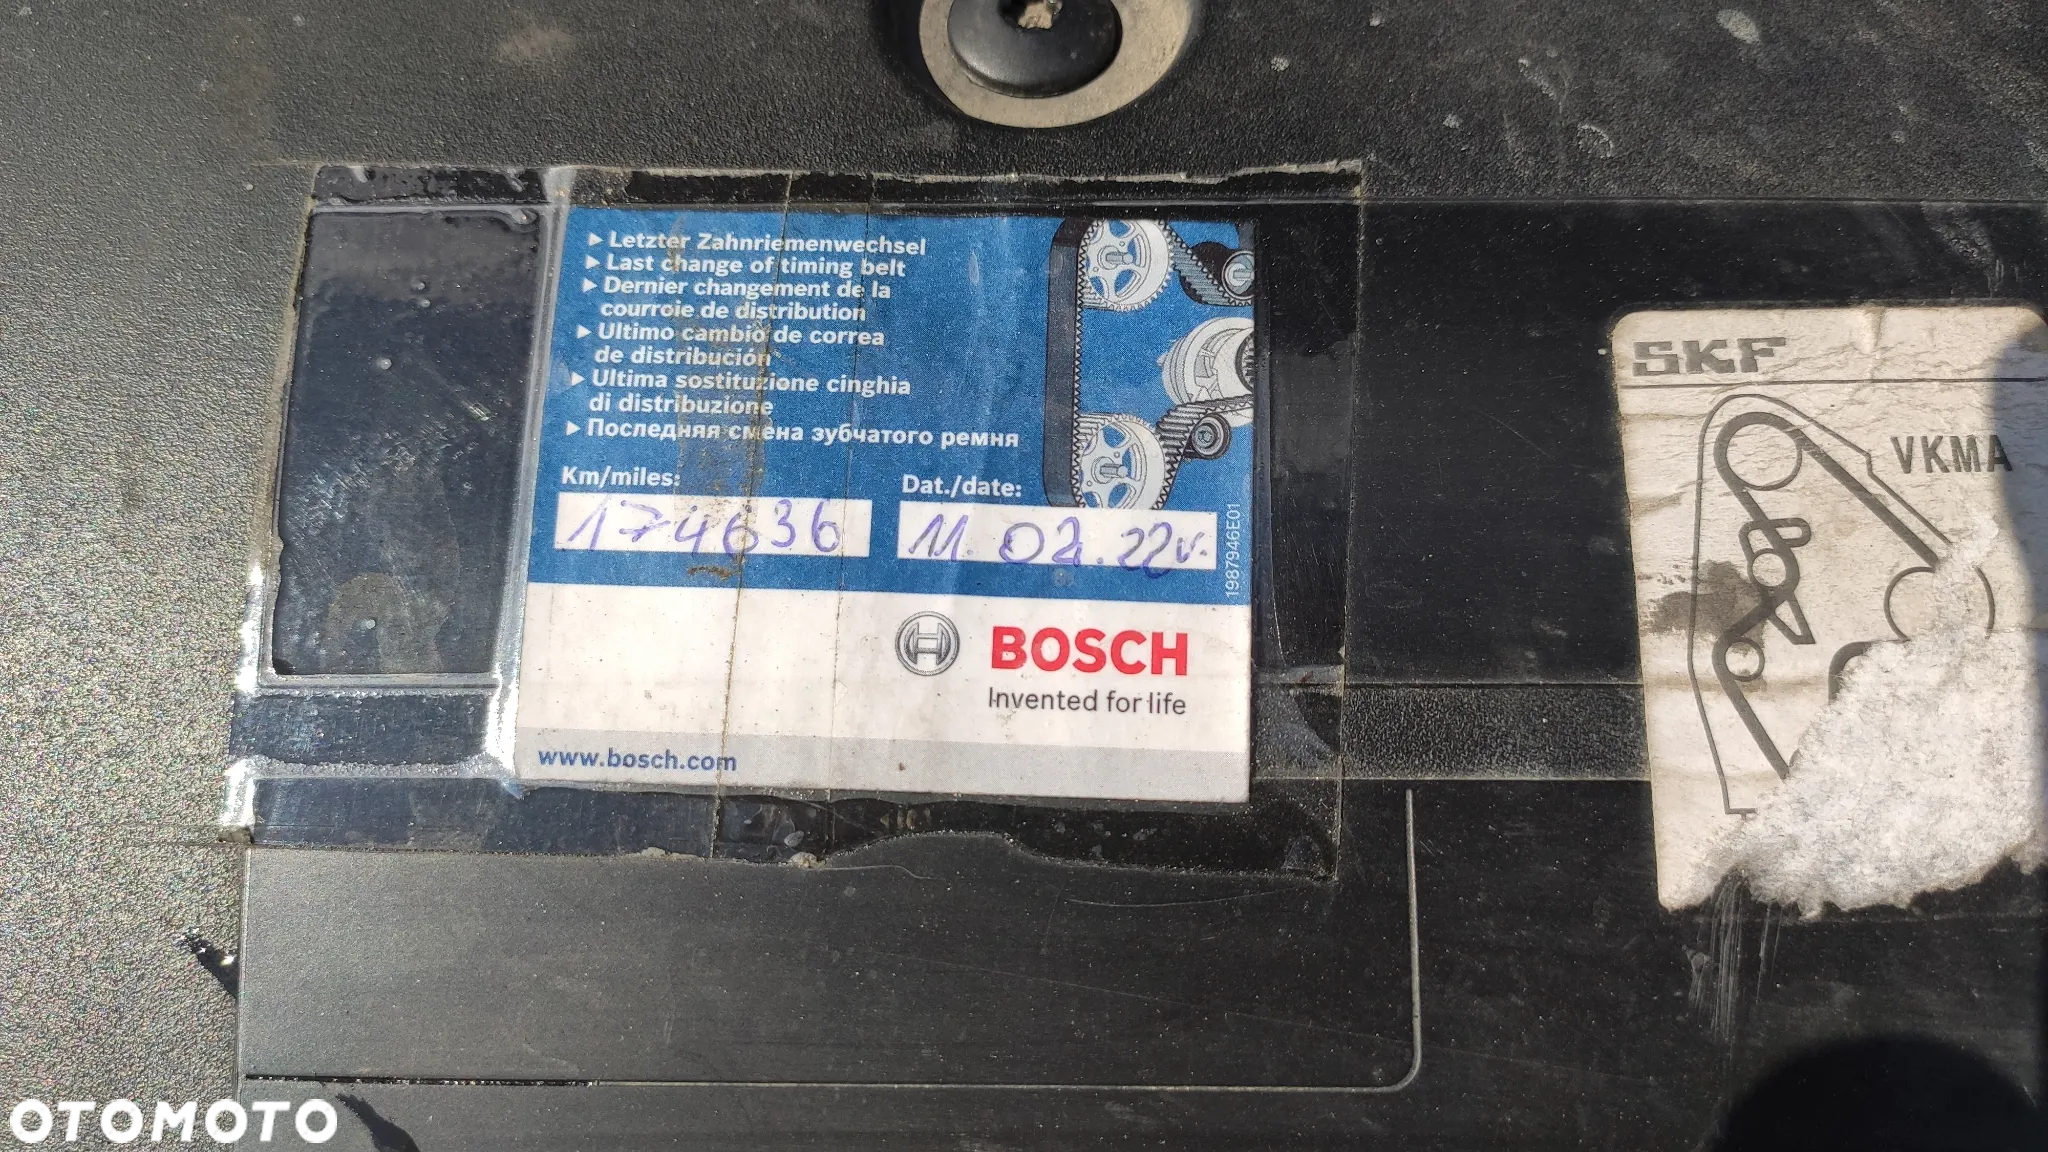 ► Letzter Zahnriemenwechsel
► Last change of timing belt
► Dernier changement de la
courroie de distribution
► Ultimo cambio de correa
de distribución
► Ultima sostituzione cinghia
di distribuzione
► Последняя смена зубчатого ремня
Km/miles:
174636
Dat./date:
11.02.22r.
1987946E01
BOSCH
Invented for life
www.bosch.com
SKF
VKMA
OTOMOTO